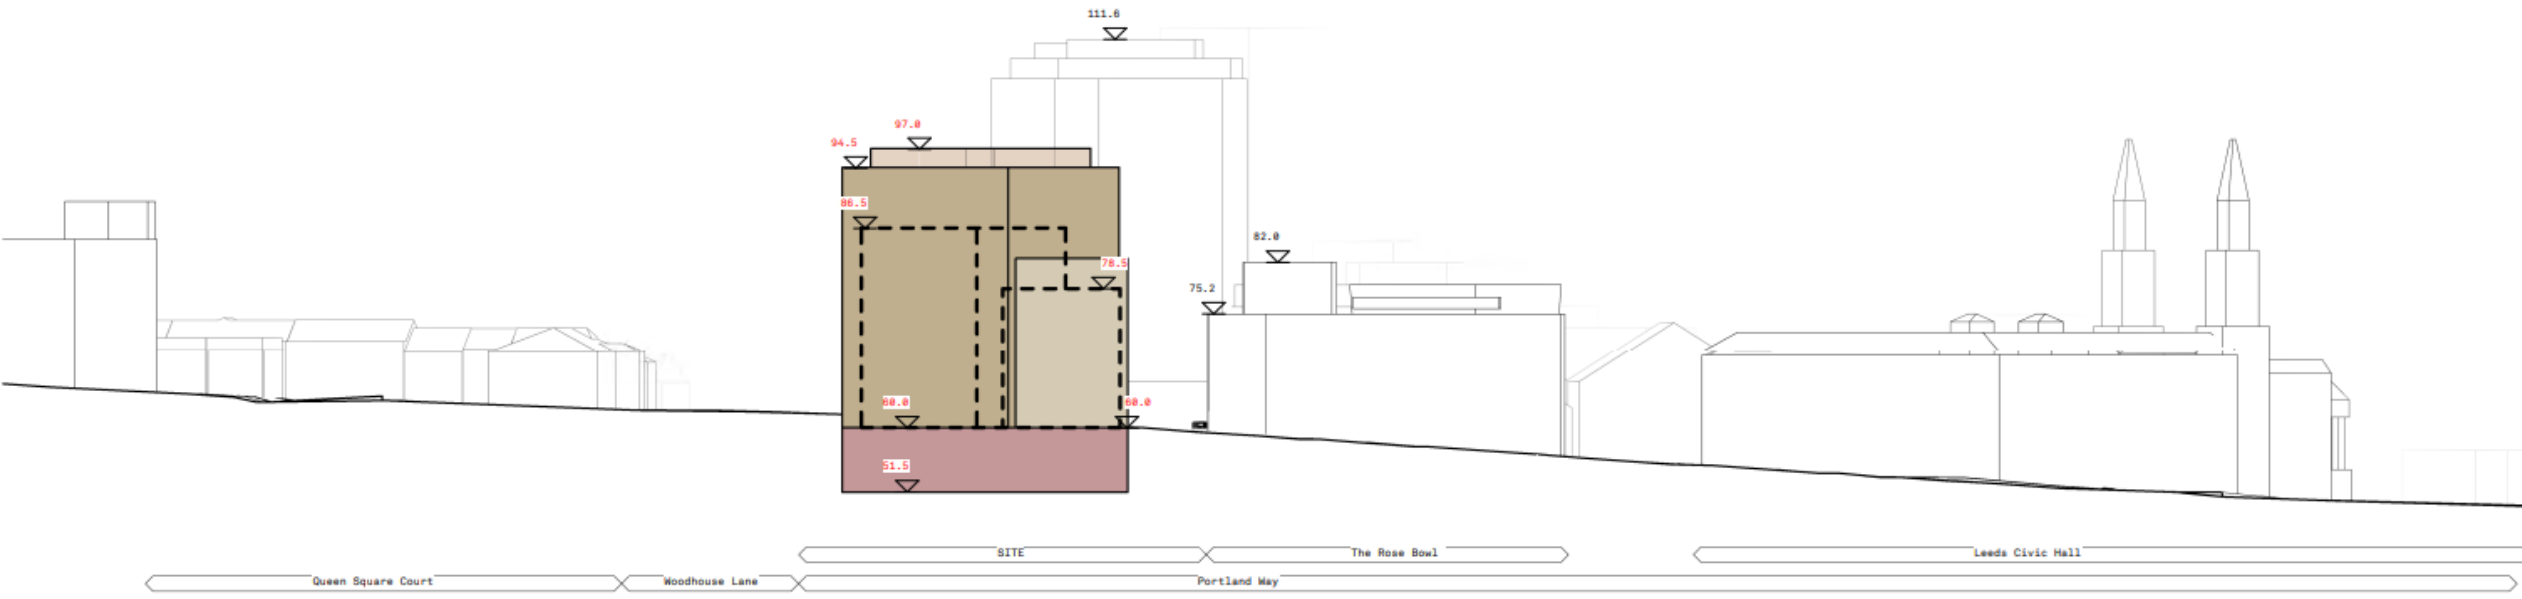 111.6
97.0
94.5
86.5
82.0
78.5
75.2
60.0
60.0
51.5
SITE
The Rose Bowl
Leeds Civic Hall
Queen Square Court
Woodhouse Lane
Portland Way